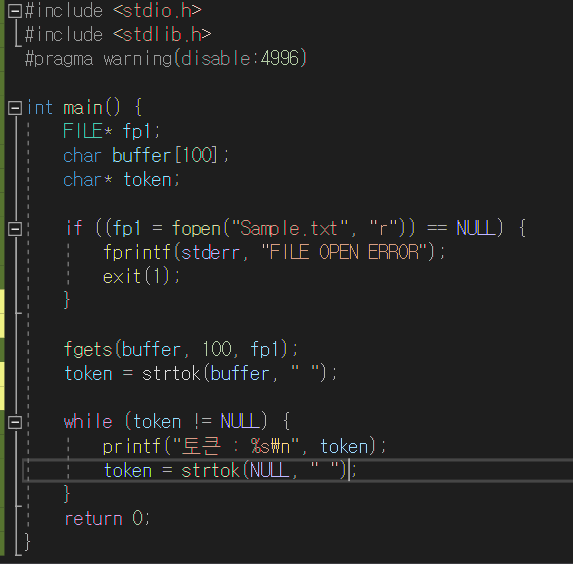 #include <stdio.h>
#include <stdlib.h>
#pragma warning(disable:4996)
int main() {
FILE* fp1;
char buffer[100];
char* token;
if ((fp1 = fopen("Sample.txt", "r")) == NULL) {
fprintf(stderr, "FILE OPEN ERROR");
exit(1);
}
fgets(buffer, 100, fp1);
token = strtok(buffer, " ");
while (token != NULL) {
printf("토큰 : %s₩n", token);
token = strtok(NULL, " ");
}
return 0;
}